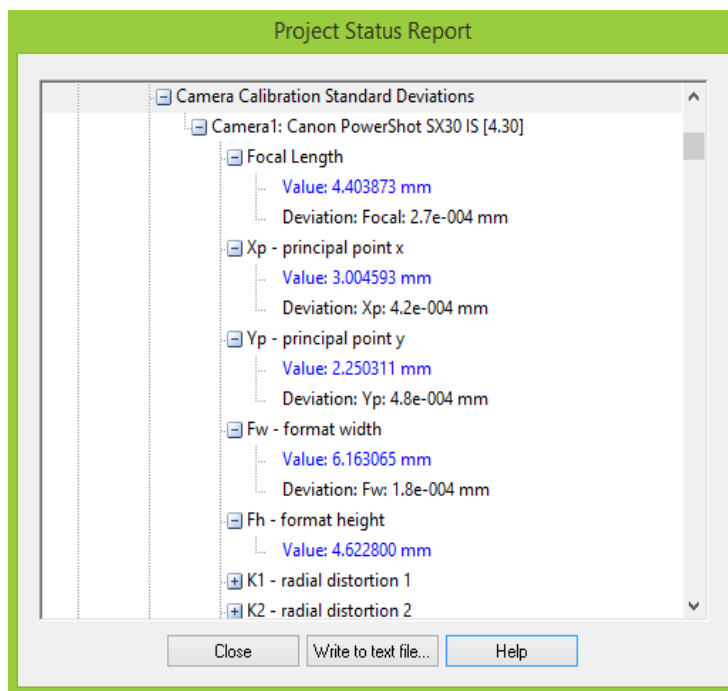 Project Status Report
Camera Calibration Standard Deviations
Camera1: Canon PowerShot SX30 IS [4.30]
Focal Length
Value: 4.403873 mm
Deviation: Focal: 2.7e-004 mm
Xp - principal point x
Value: 3.004593 mm
Deviation: Xp: 4.2e-004 mm
Yp - principal point y
Value: 2.250311 mm
Deviation: Yp: 4.8e-004 mm
Fw - format width
Value: 6.163065 mm
Deviation: Fw: 1.8e-004 mm
Fh - format height
Value: 4.622800 mm
K1 - radial distortion 1
K2 - radial distortion 2
Close Write to text file... Help